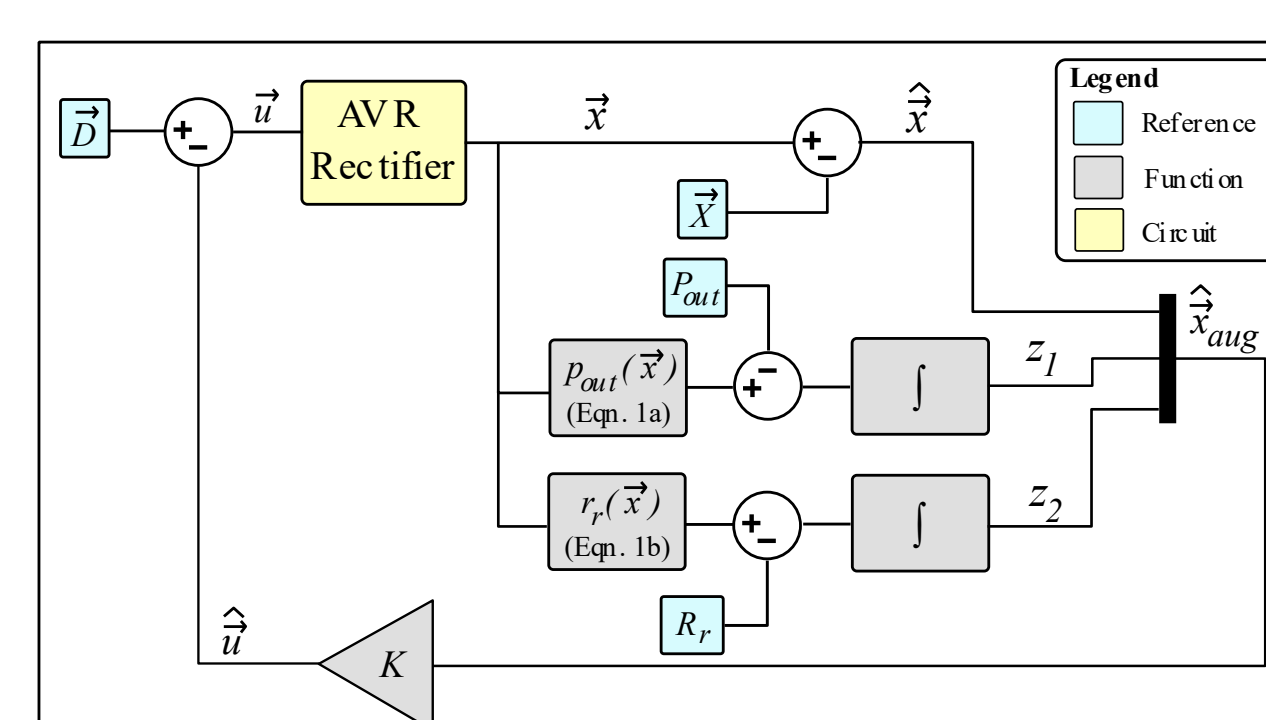 D⃗
+
−
u⃗
AVR
Rectifier
x⃗
+
−
x⃗̂
X⃗
Legend
Reference
Function
Circuit
P_out
p_out(x⃗)
(Eqn. 1a)
+
−
∫
z_1
x⃗̂_aug
r_r(x⃗)
(Eqn. 1b)
+
−
∫
z_2
R_r
u⃗̂
K